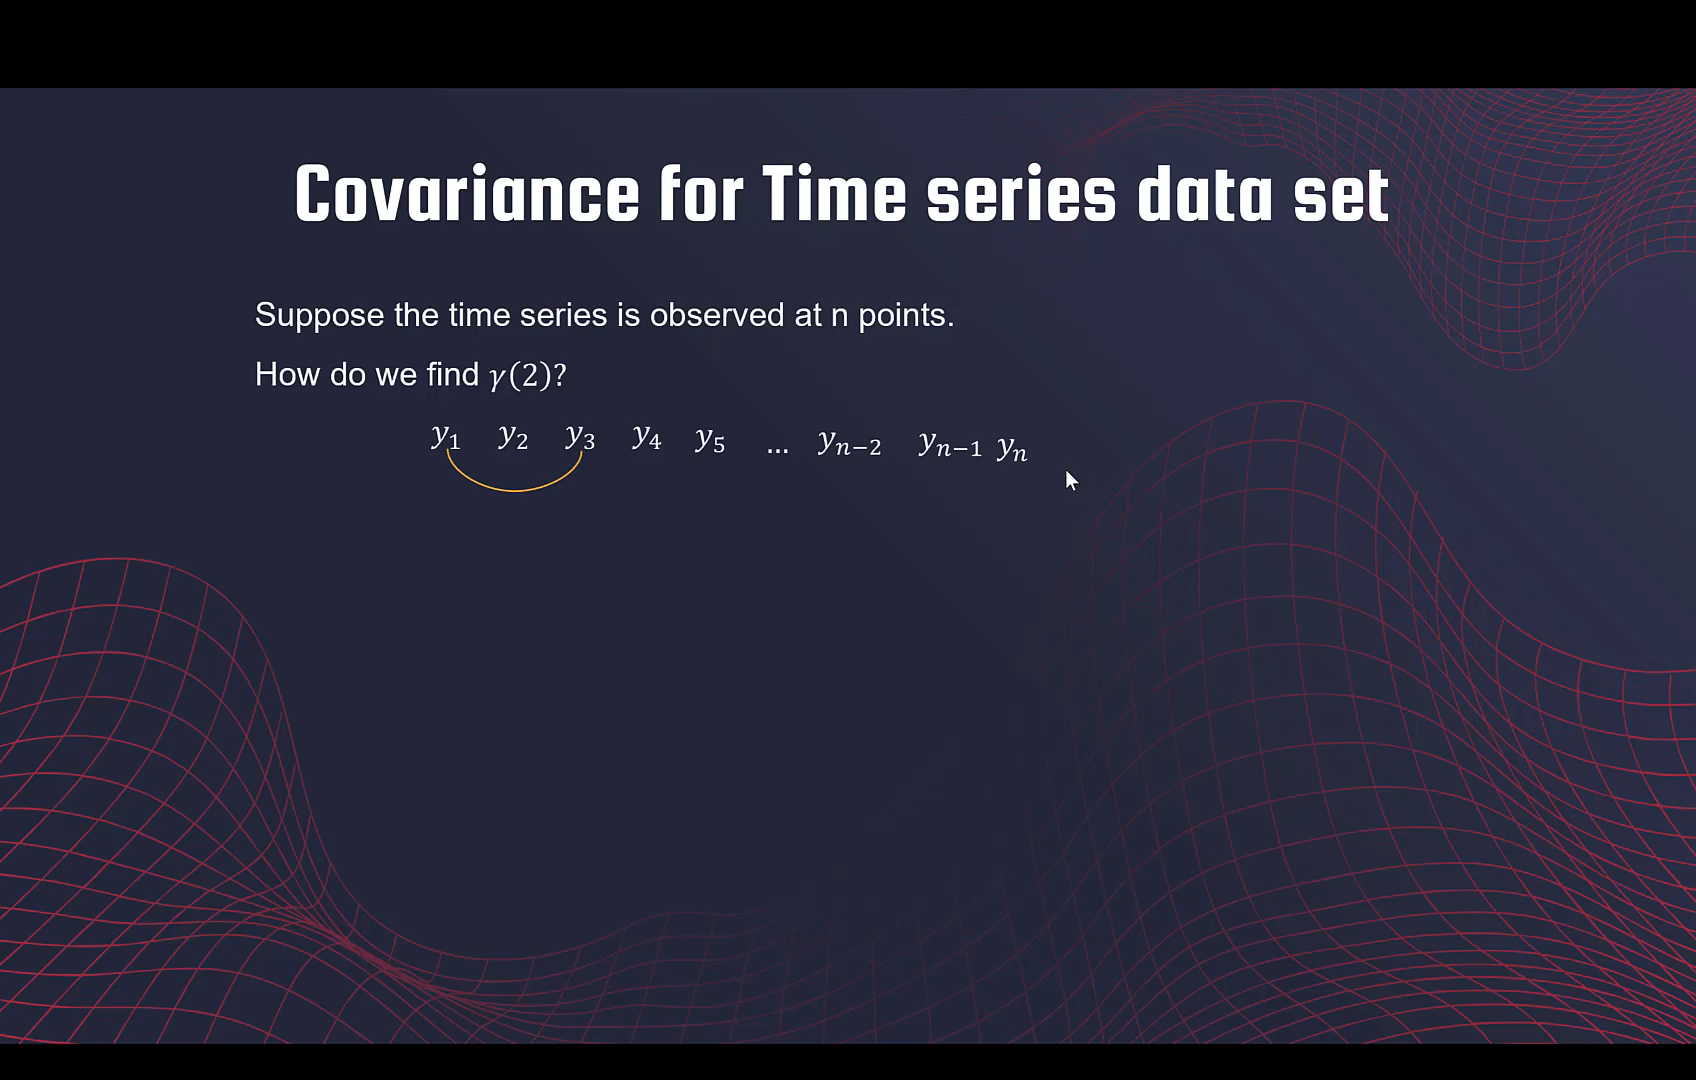 Covariance for Time series data set
Suppose the time series is observed at n points.
How do we find γ(2)?
y₁ y₂ y₃ y₄ y₅ ... yₙ₋₂ yₙ₋₁ yₙ